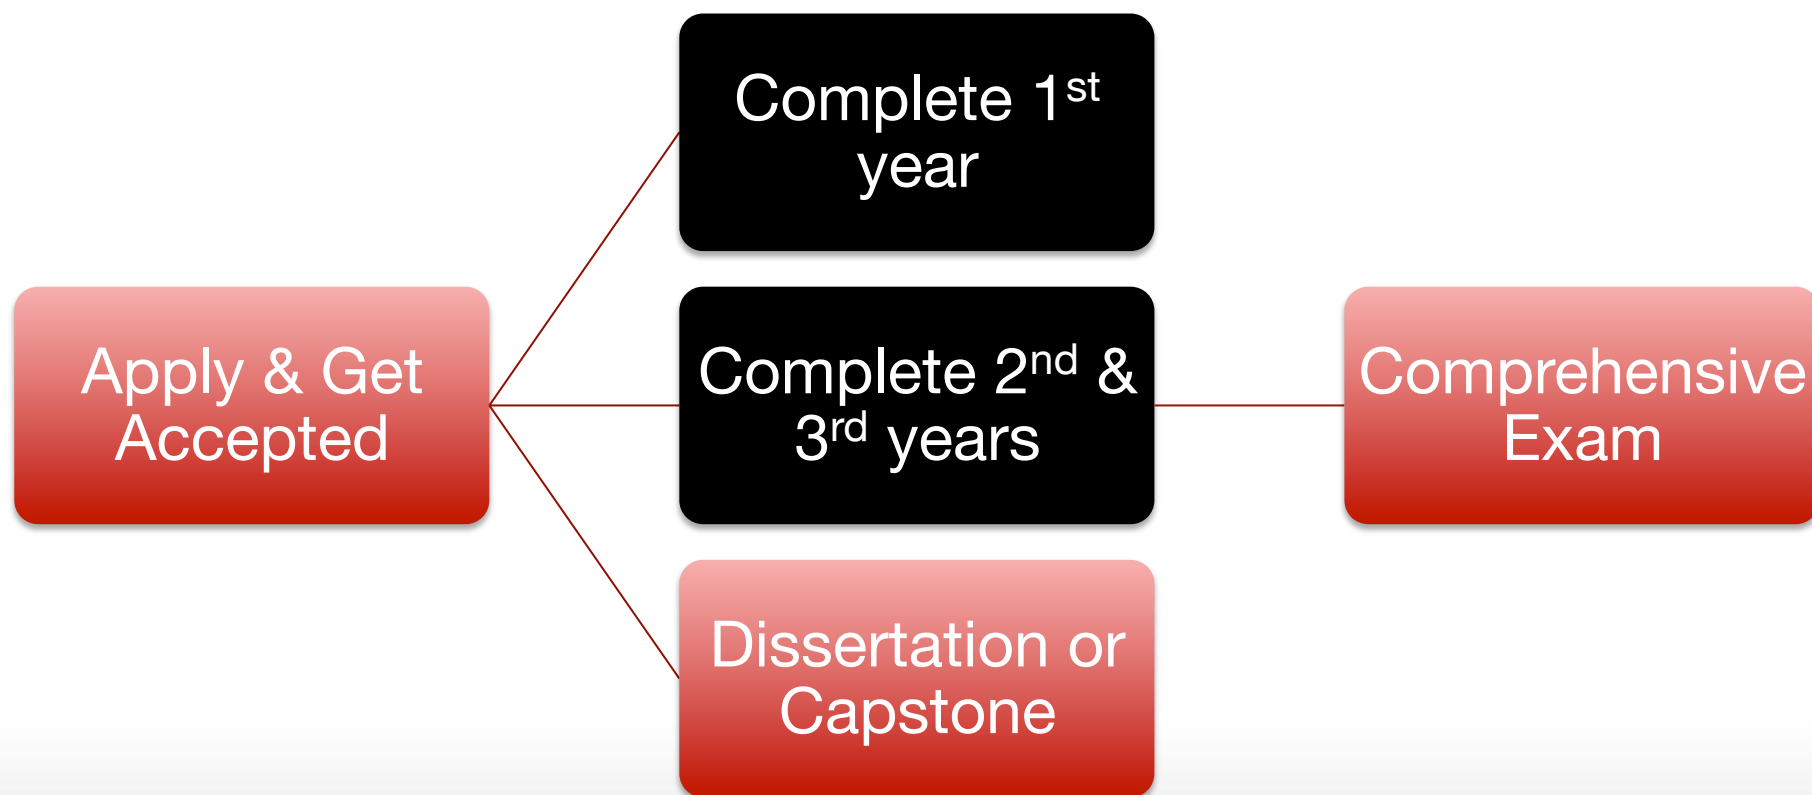 Complete 1st
year
Apply & Get
Accepted
Complete 2nd &
3rd years
Comprehensive
Exam
Dissertation or
Capstone